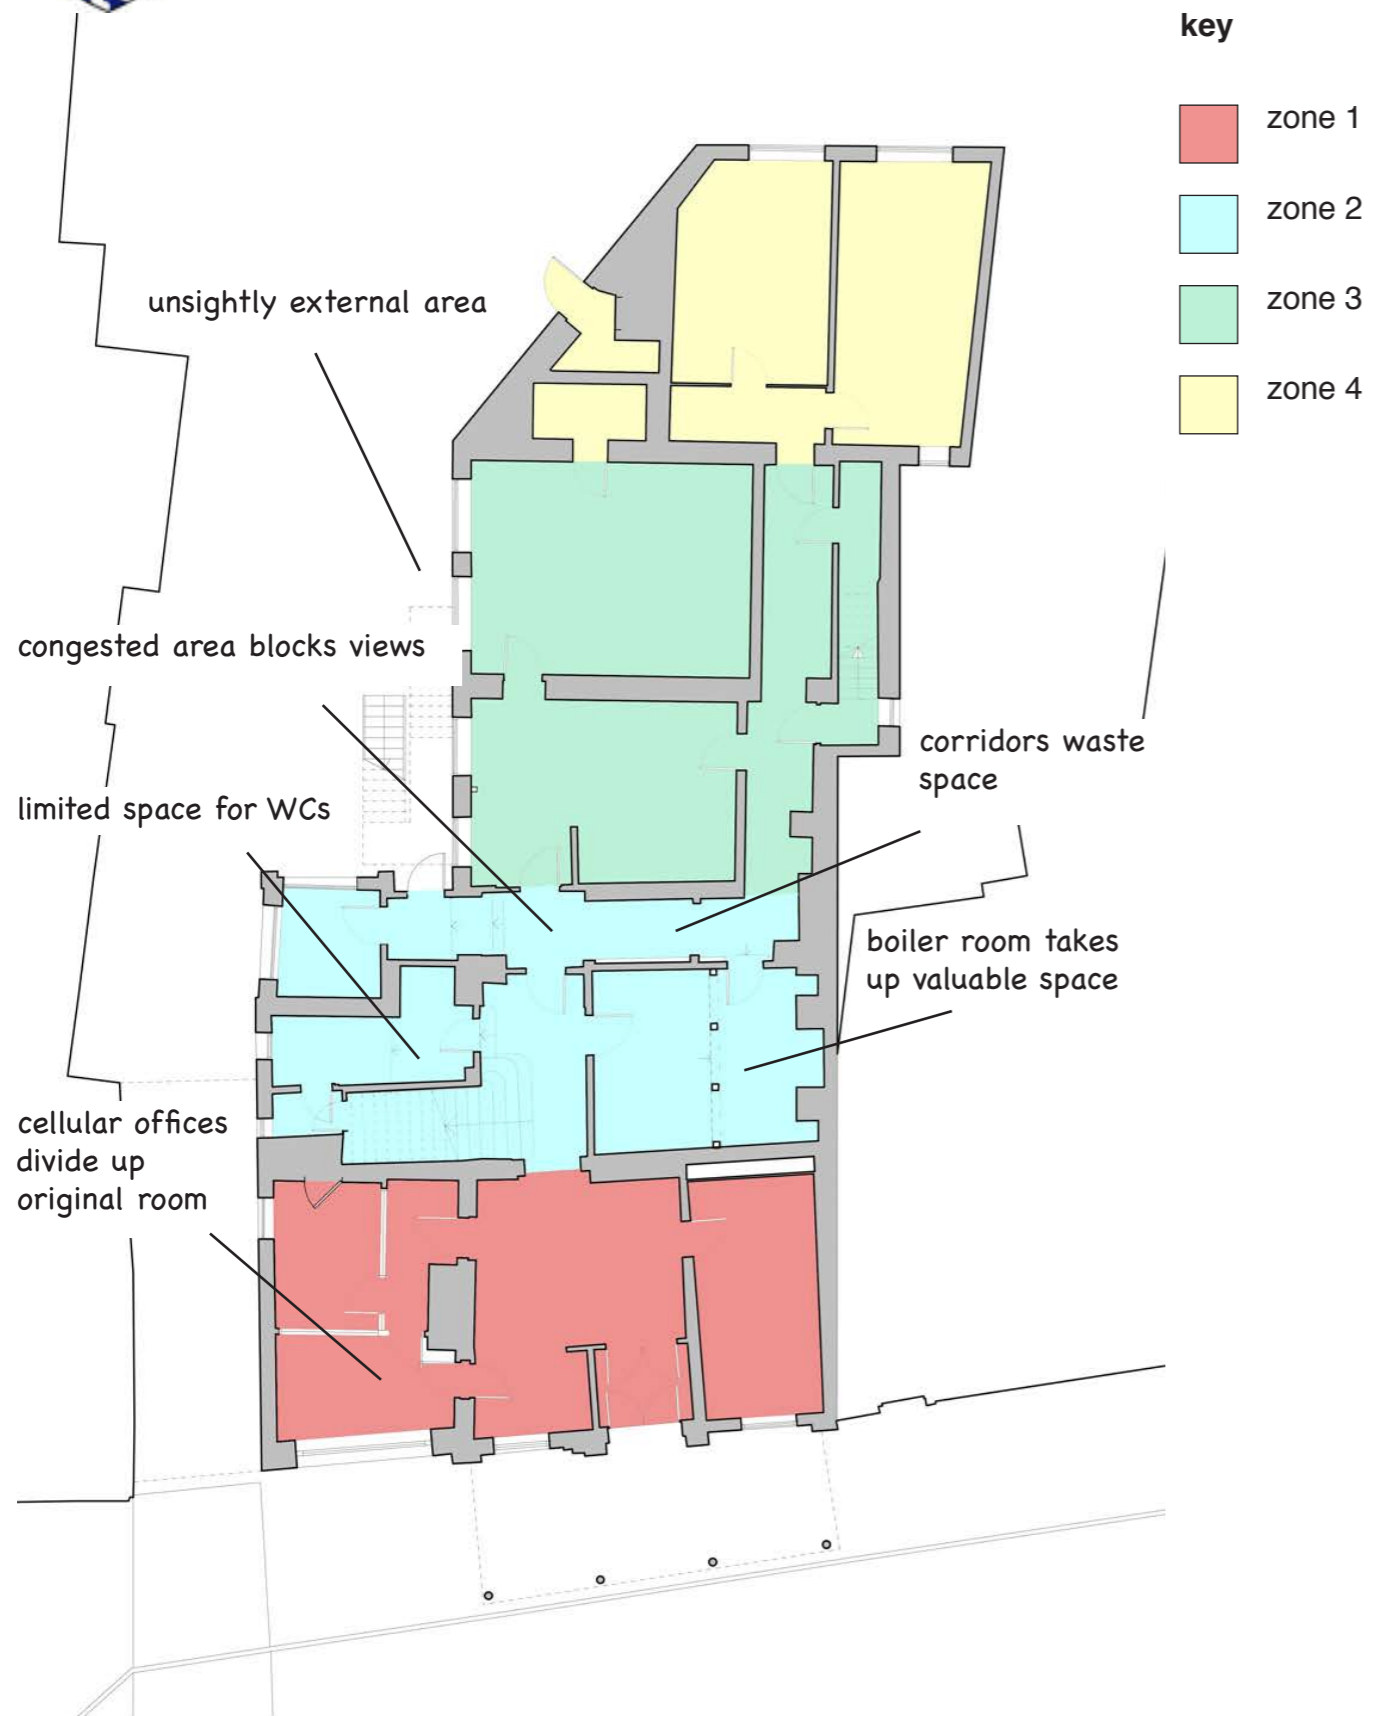 key
zone 1
zone 2
zone 3
zone 4
unsightly external area
congested area blocks views
corridors waste
space
limited space for WCs
boiler room takes
up valuable space
cellular offices
divide up
original room